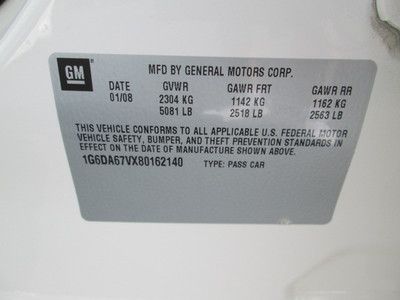 GM
MFD BY GENERAL MOTORS CORP.
DATE GVWR GAWR FRT GAWR RR
01/08 2304 KG 1142 KG 1162 KG
5081 LB 2518 LB 2563 LB
THIS VEHICLE CONFORMS TO ALL APPLICABLE U.S. FEDERAL MOTOR
VEHICLE SAFETY, BUMPER, AND THEFT PREVENTION STANDARDS IN
EFFECT ON THE DATE OF MANUFACTURE SHOWN ABOVE.
1G6DA67VX80162140 TYPE: PASS CAR